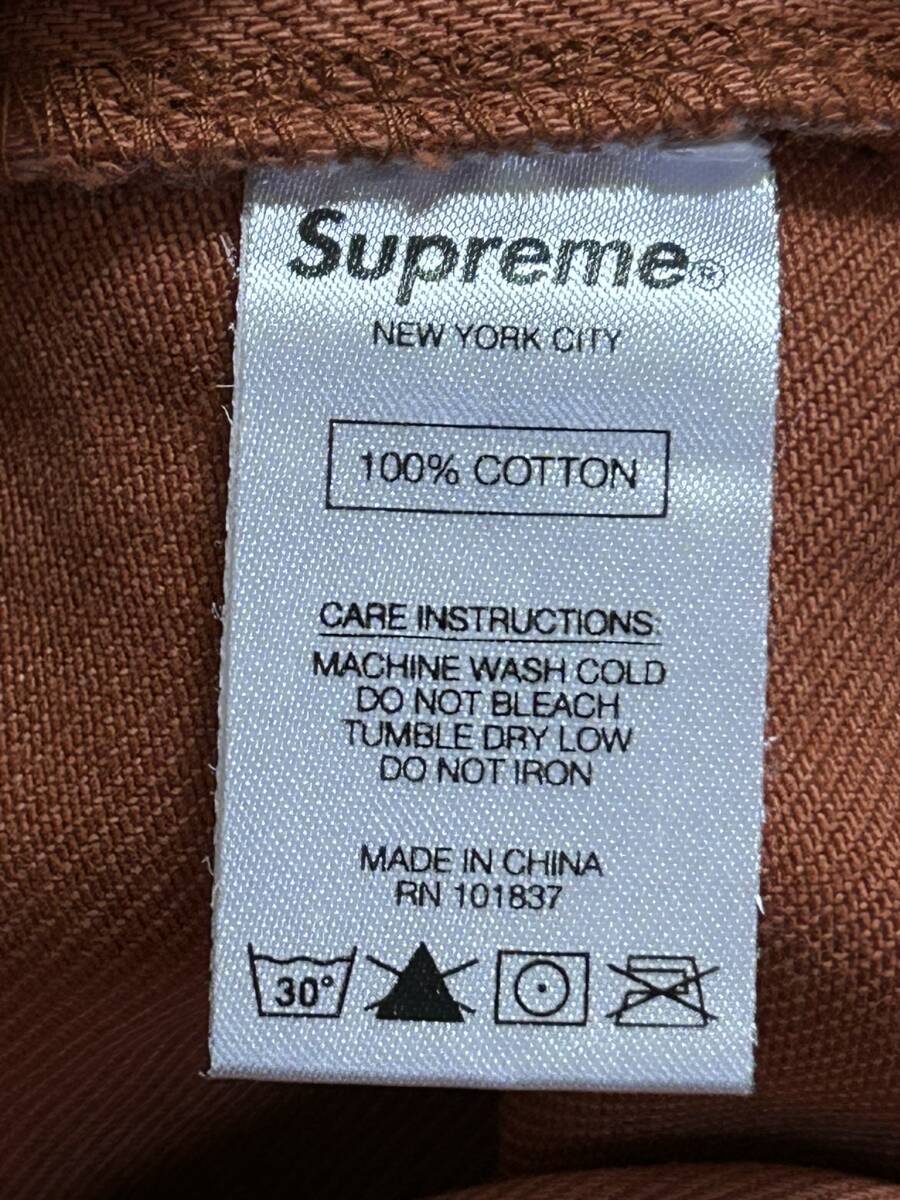 Supreme®
NEW YORK CITY
100% COTTON
CARE INSTRUCTIONS:
MACHINE WASH COLD
DO NOT BLEACH
TUMBLE DRY LOW
DO NOT IRON
MADE IN CHINA
RN 101837
30°